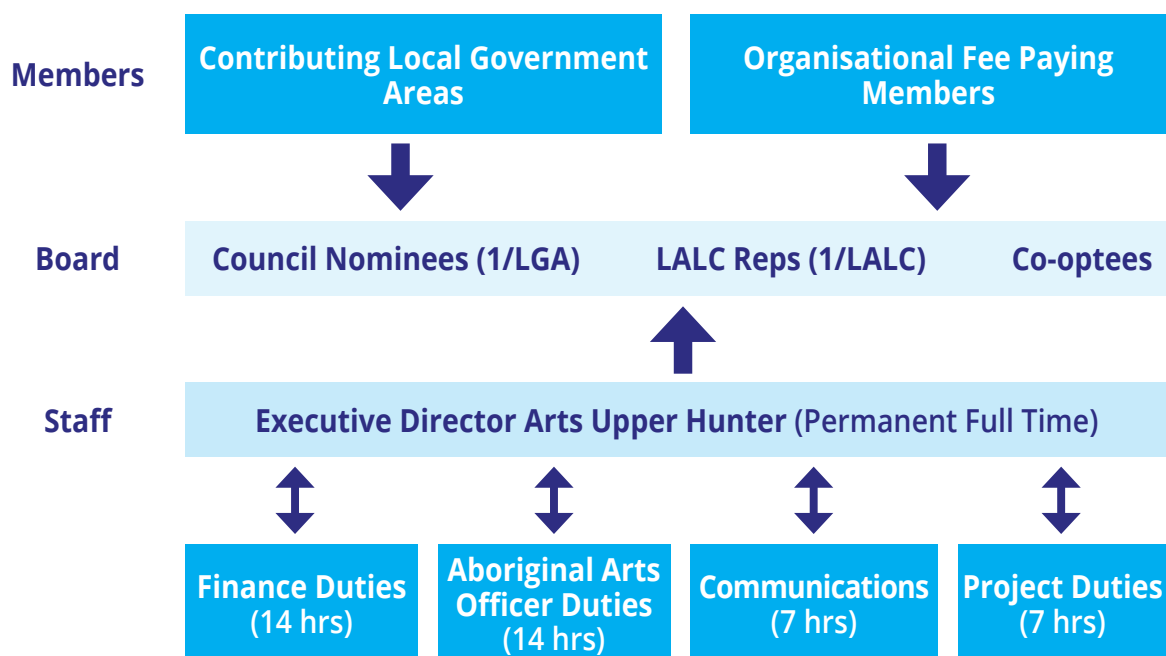 Members
Contributing Local Government
Areas
Organisational Fee Paying
Members
Board
Council Nominees (1/LGA)
LALC Reps (1/LALC)
Co-optees
Staff
Executive Director Arts Upper Hunter (Permanent Full Time)
Finance Duties
(14 hrs)
Aboriginal Arts
Officer Duties
(14 hrs)
Communications
(7 hrs)
Project Duties
(7 hrs)